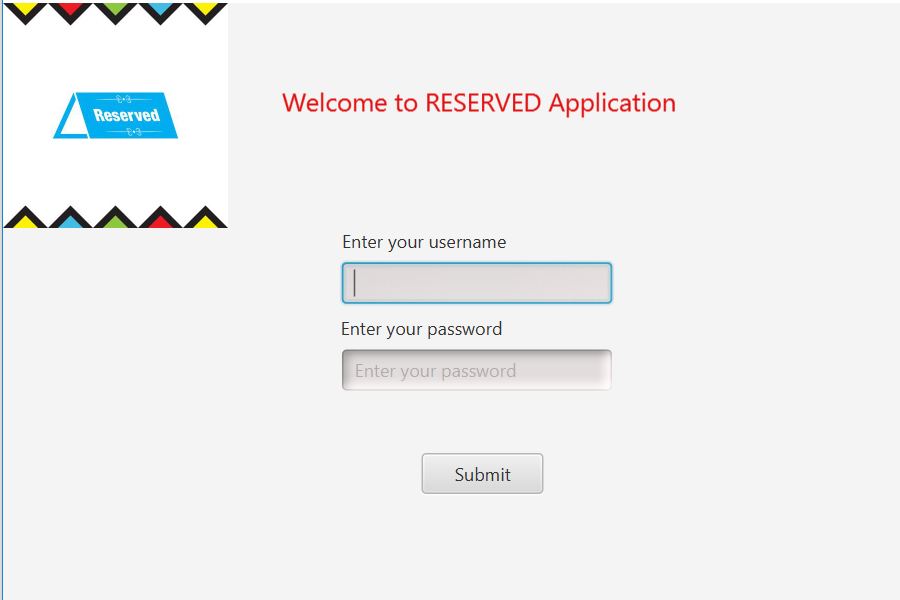 Reserved
Welcome to RESERVED Application
Enter your username
Enter your password
Enter your password
Submit